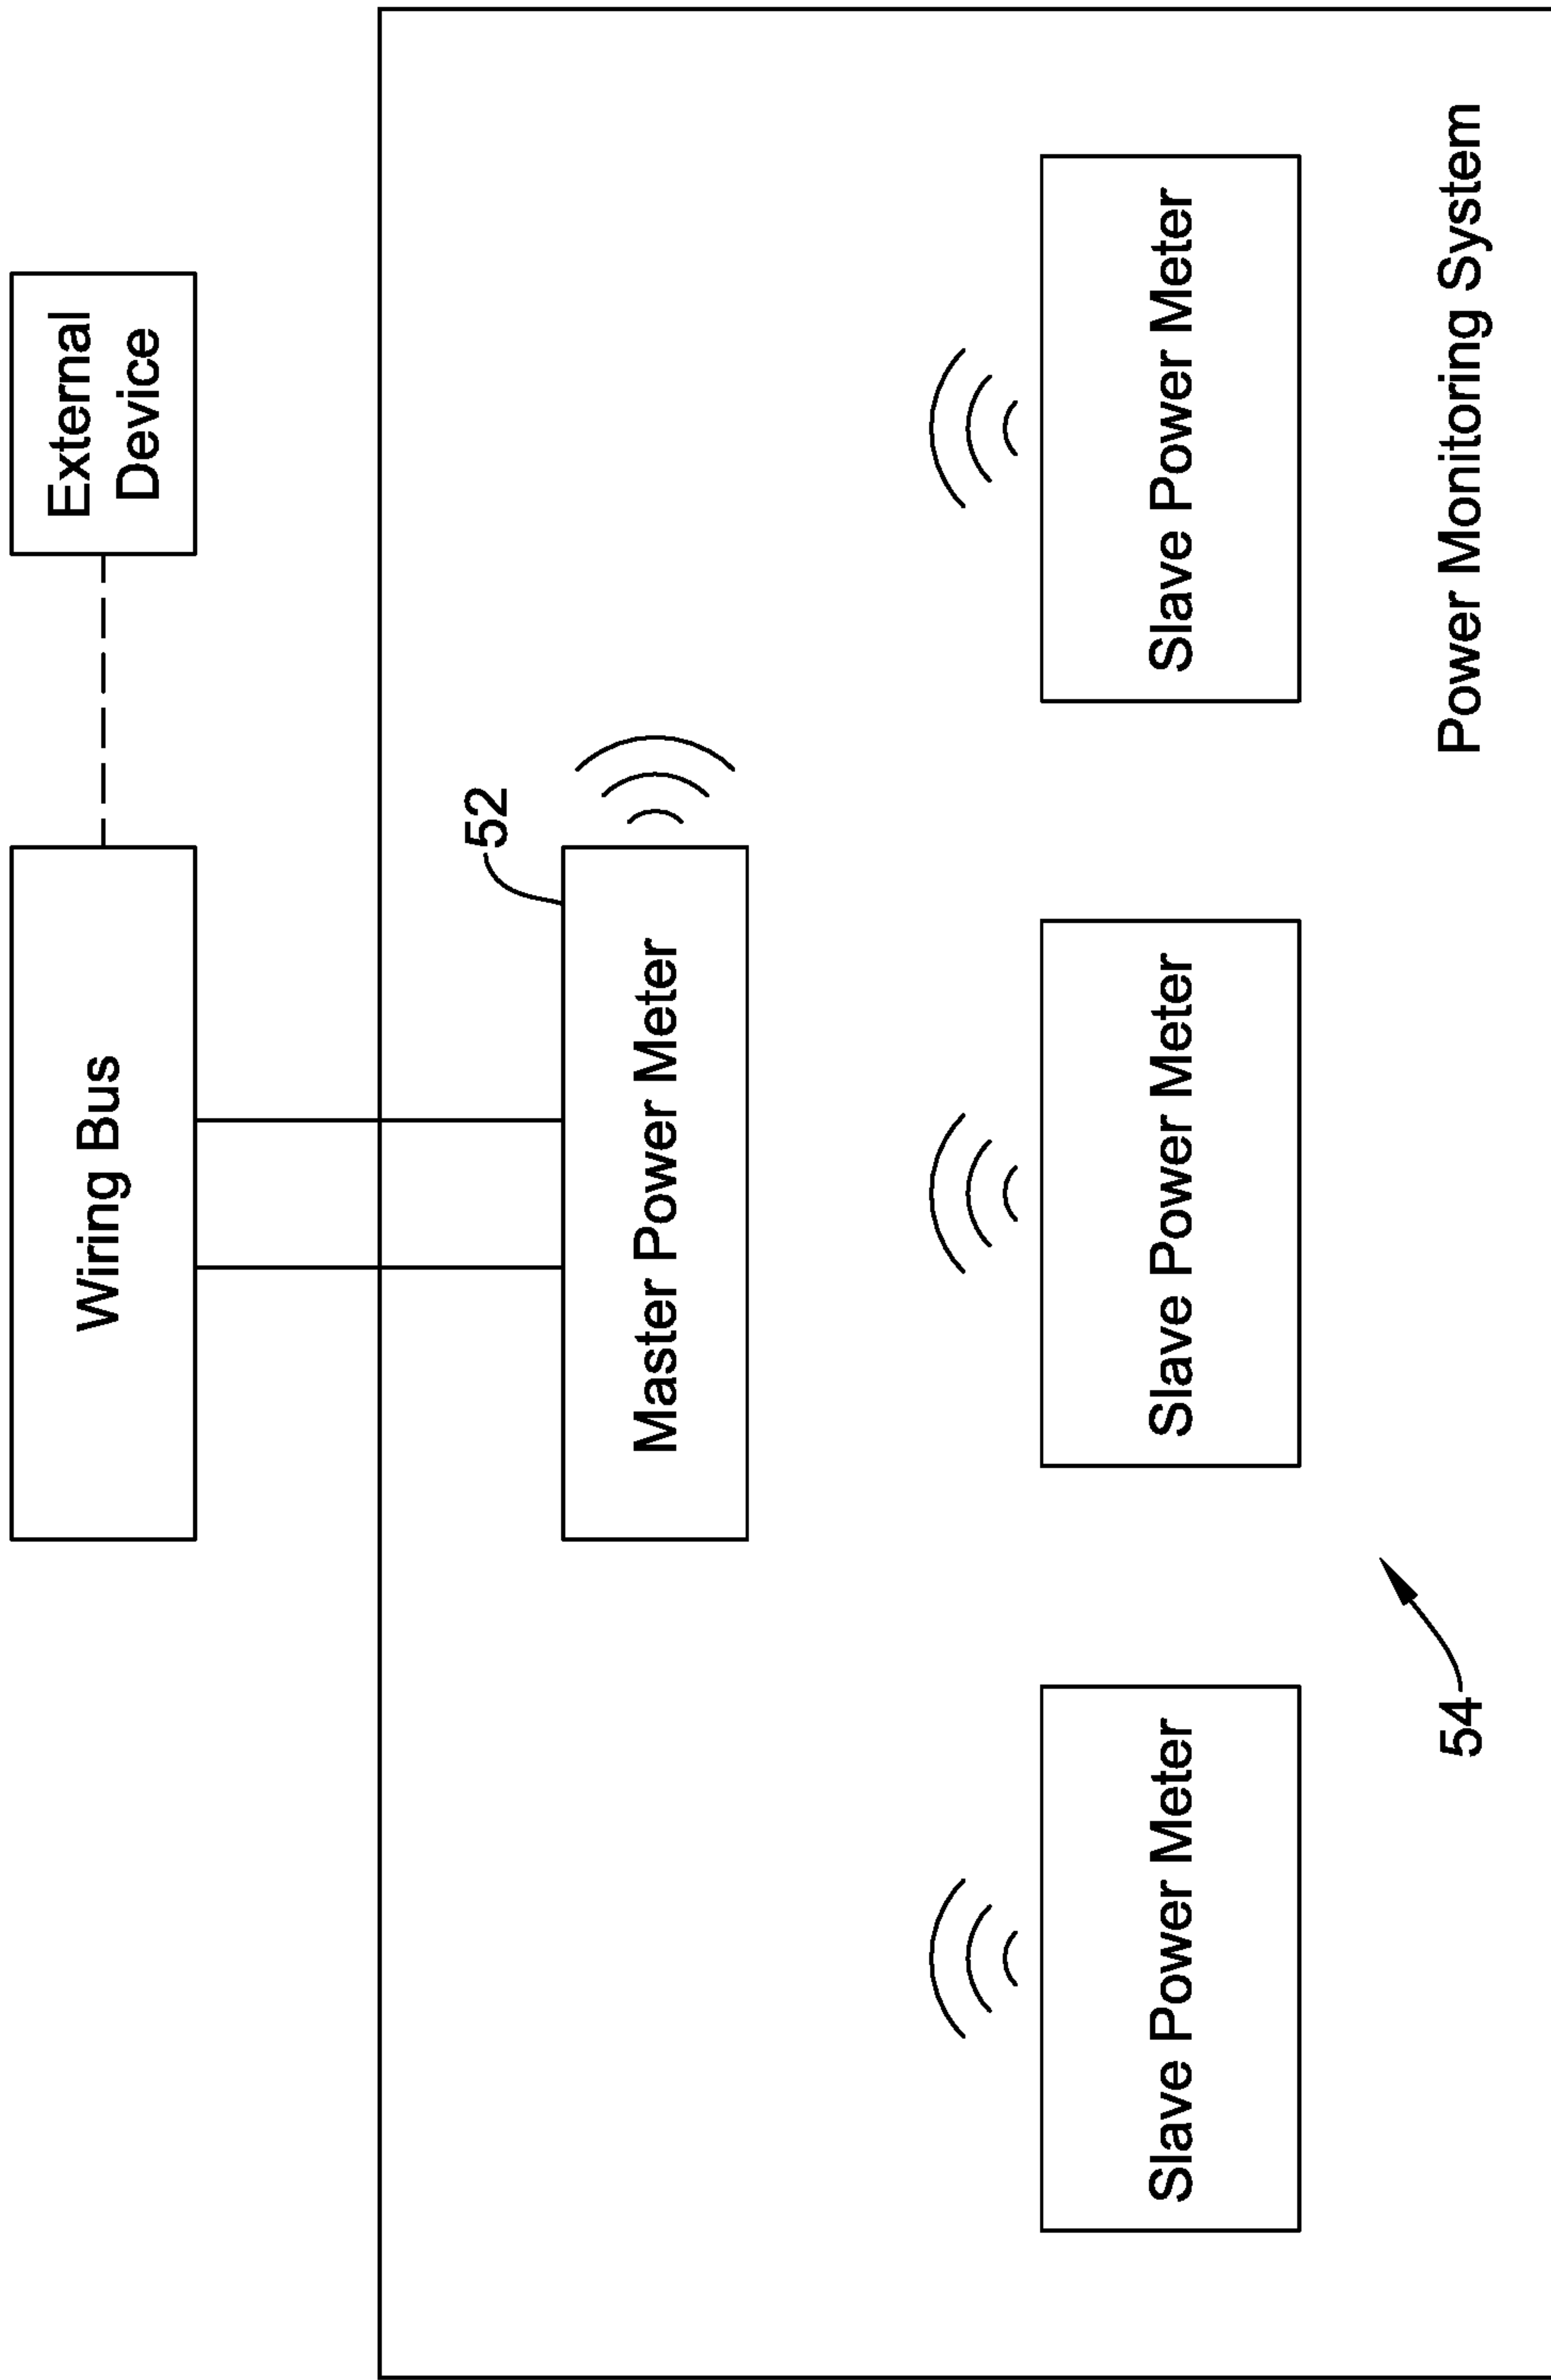 Wiring Bus
External
Device
52
Master Power Meter
Slave Power Meter
Slave Power Meter
Slave Power Meter
54
Power Monitoring System